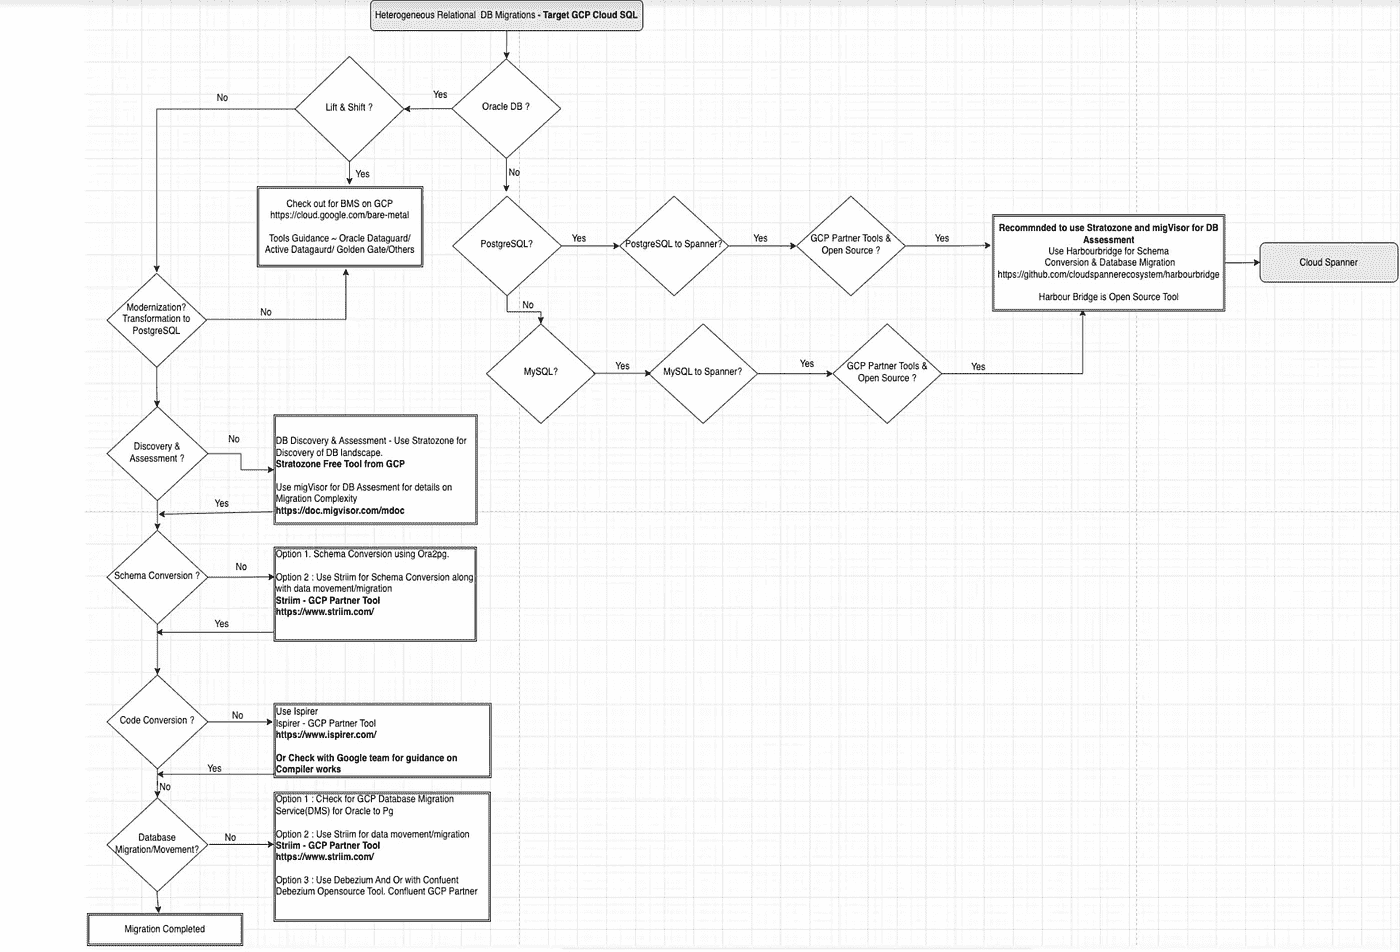 Heterogeneous Relational DB Migrations - Target GCP Cloud SQL
Oracle DB ?
Yes
Lift & Shift ?
No
Yes
No
Check out for BMS on GCP
https://cloud.google.com/bare-metal
Tools Guidance ~ Oracle Dataguard/
Active Datagaurd/ Golden Gate/Others
PostgreSQL?
Yes
PostgreSQL to Spanner?
Yes
GCP Partner Tools &
Open Source ?
Yes
Recommnded to use Stratozone and migVisor for DB
Assessment
Use Harbourbridge for Schema
Conversion & Database Migration
https://github.com/cloudspannerecosystem/harbourbridge
Harbour Bridge is Open Source Tool
Cloud Spanner
No
MySQL?
Yes
MySQL to Spanner?
Yes
GCP Partner Tools &
Open Source ?
Yes
Modernization?
Transformation to
PostgreSQL
No
Discovery &
Assessment ?
No
Yes
DB Discovery & Assessment - Use Stratozone for
Discovery of DB landscape.
Stratozone Free Tool from GCP
Use migVisor for DB Assesment for details on
Migration Complexity
https://doc.migvisor.com/mdoc
Schema Conversion ?
No
Yes
Option 1. Schema Conversion using Ora2pg.
Option 2 : Use Striim for Schema Conversion along
with data movement/migration
Striim - GCP Partner Tool
https://www.striim.com/
Code Conversion ?
No
Yes
No
Use Ispirer
Ispirer - GCP Partner Tool
https://www.ispirer.com/
Or Check with Google team for guidance on
Compiler works
Database
Migration/Movement?
No
Option 1 : CHeck for GCP Database Migration
Service(DMS) for Oracle to Pg
Option 2 : Use Striim for data movement/migration
Striim - GCP Partner Tool
https://www.striim.com/
Option 3 : Use Debezium And Or with Confuent
Debezium Opensource Tool. Confluent GCP Partner
Migration Completed